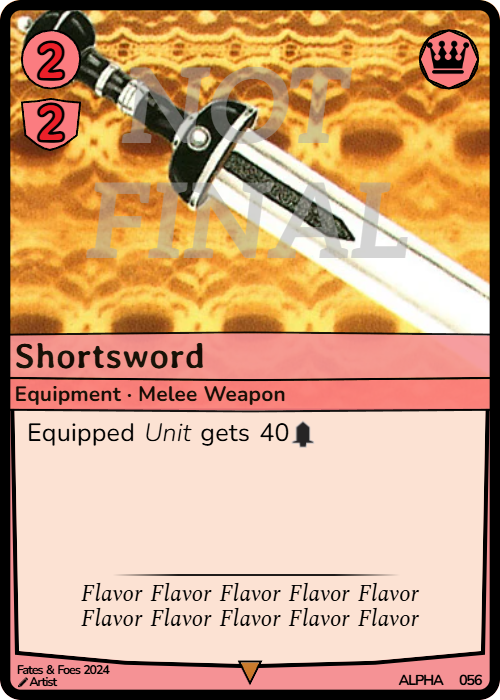 2
2
NOT
FINAL
Shortsword
Equipment · Melee Weapon
Equipped Unit gets 40
Flavor Flavor Flavor Flavor Flavor
Flavor Flavor Flavor Flavor Flavor
Fates & Foes 2024
Artist
ALPHA 056